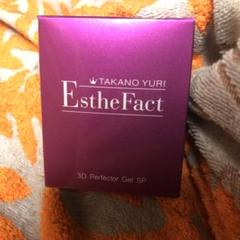 TAKANO YURI
EstheFact
3D Perfector Gel SP